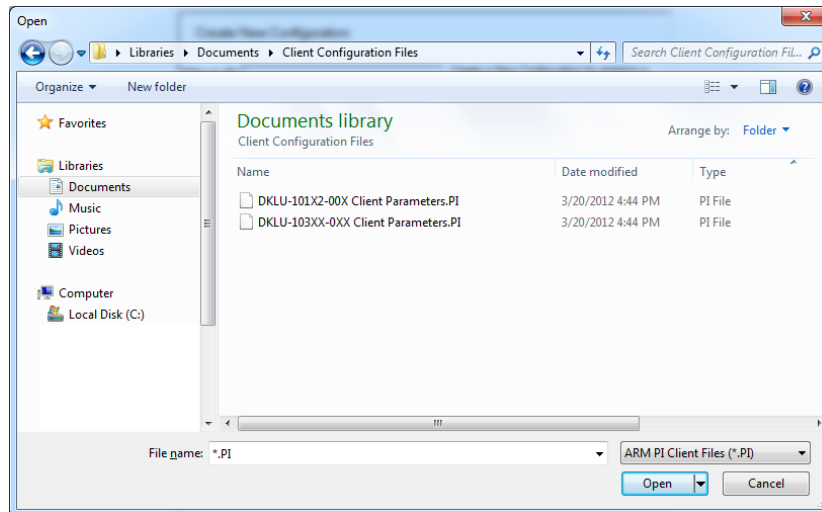 Open
Create New Configuration
Libraries Documents Client Configuration Files
Search Client Configuration Fil...
Organize New folder
Favorites
Libraries
Documents
Music
Pictures
Videos
Computer
Local Disk (C:)
Documents library
Client Configuration Files
Arrange by: Folder
Name Date modified Type
DKLU-101X2-00X Client Parameters.PI 3/20/2012 4:44 PM PI File
DKLU-103XX-0XX Client Parameters.PI 3/20/2012 4:44 PM PI File
File name: *.PI
ARM PI Client Files (*.PI)
Open Cancel